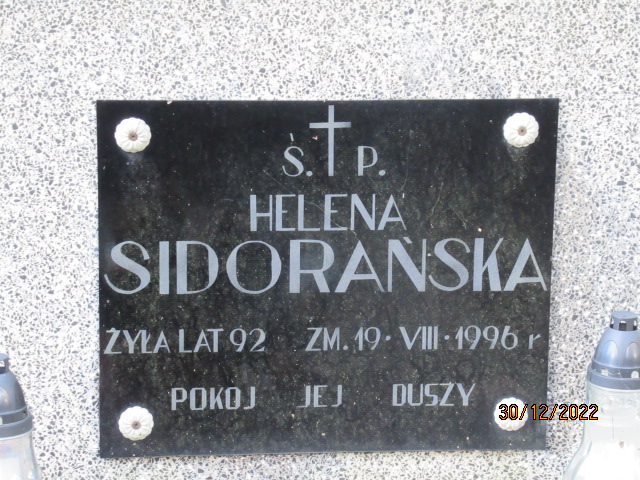 Ś. P.
HELENA
SIDORAŃSKA
ŻYŁA LAT 92 ZM. 19 · VIII · 1996 r
POKOJ JEJ DUSZY
30/12/2022